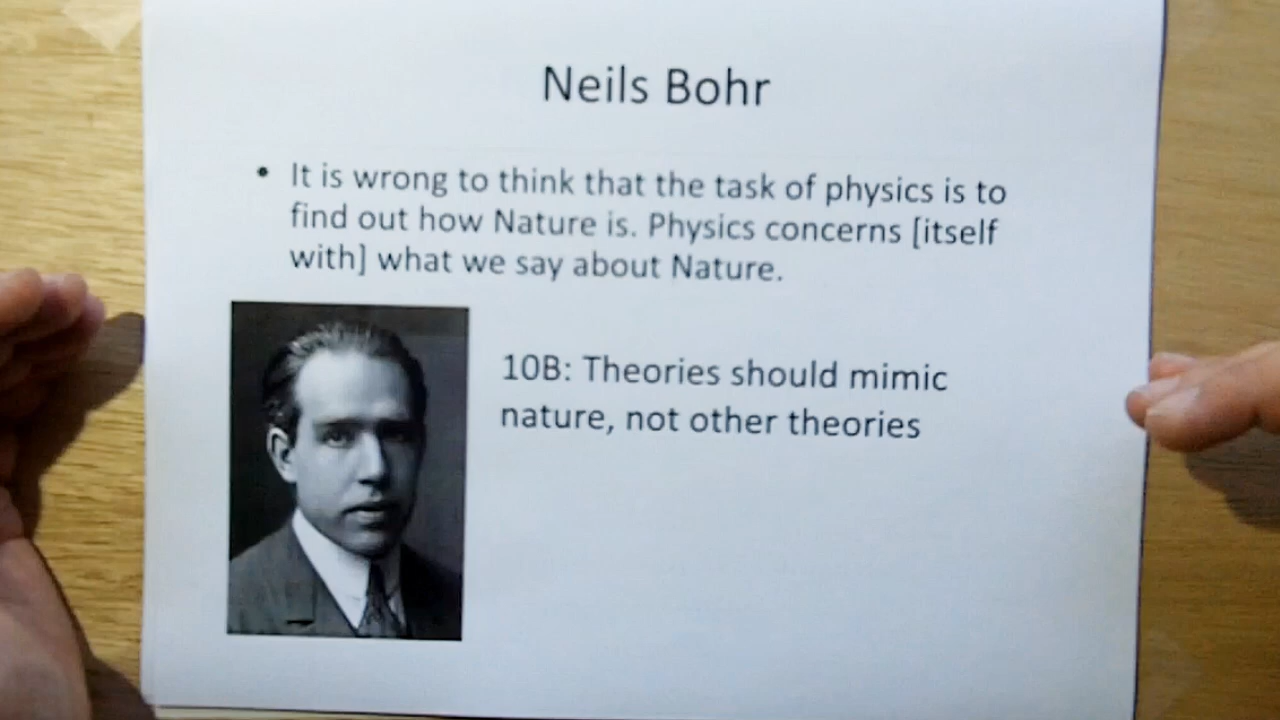 Neils Bohr
• It is wrong to think that the task of physics is to
find out how Nature is. Physics concerns [itself
with] what we say about Nature.
10B: Theories should mimic
nature, not other theories